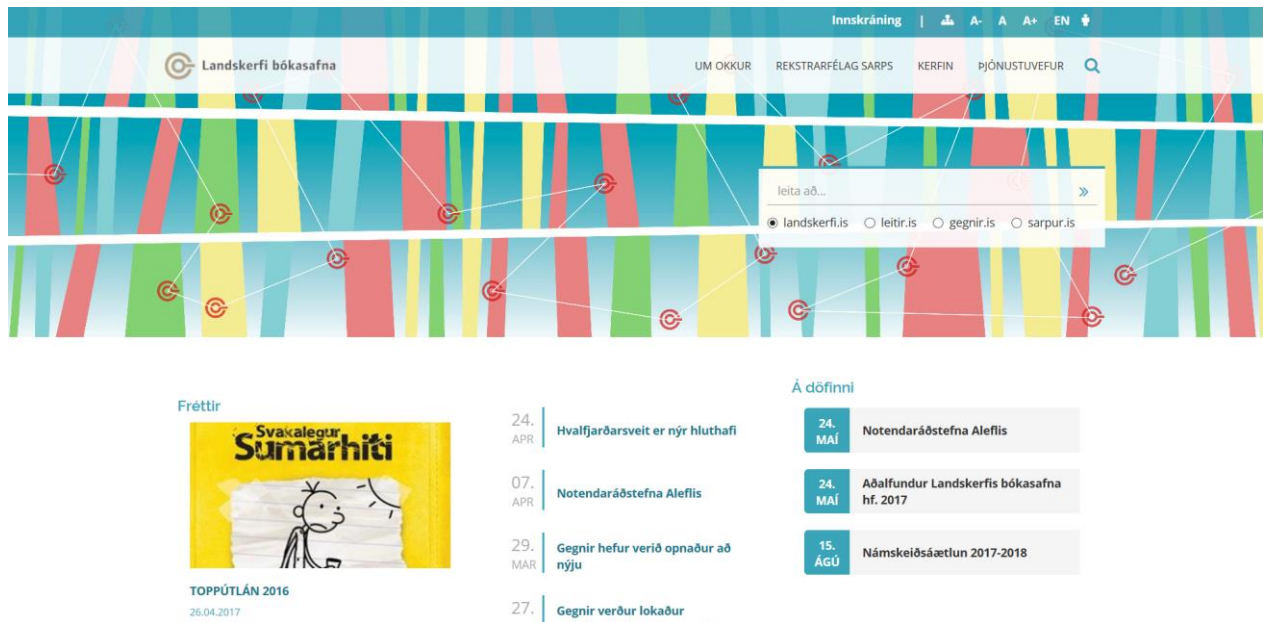 Innskráning | A- A A+ EN
Landskerfi bókasafna
UM OKKUR REKSTRARFÉLAG SARPS KERFIN ÞJÓNUSTUVEFUR
leita að...
landskerfi.is leitir.is gegnir.is sarpur.is
Fréttir
Svakalegur
Sumarhiti
TOPPÚTLÁN 2016
26.04.2017
24.
APR
Hvalfjarðarsveit er nýr hluthafi
07.
APR
Notendaráðstefna Aleflis
29.
MAR
Gegnir hefur verið opnaður að
nýju
27.
Gegnir verður lokaður
Á döfinni
24.
MAÍ
Notendaráðstefna Aleflis
24.
MAÍ
Aðalfundur Landskerfis bókasafna
hf. 2017
15.
ÁGÚ
Námskeiðsáætlun 2017-2018